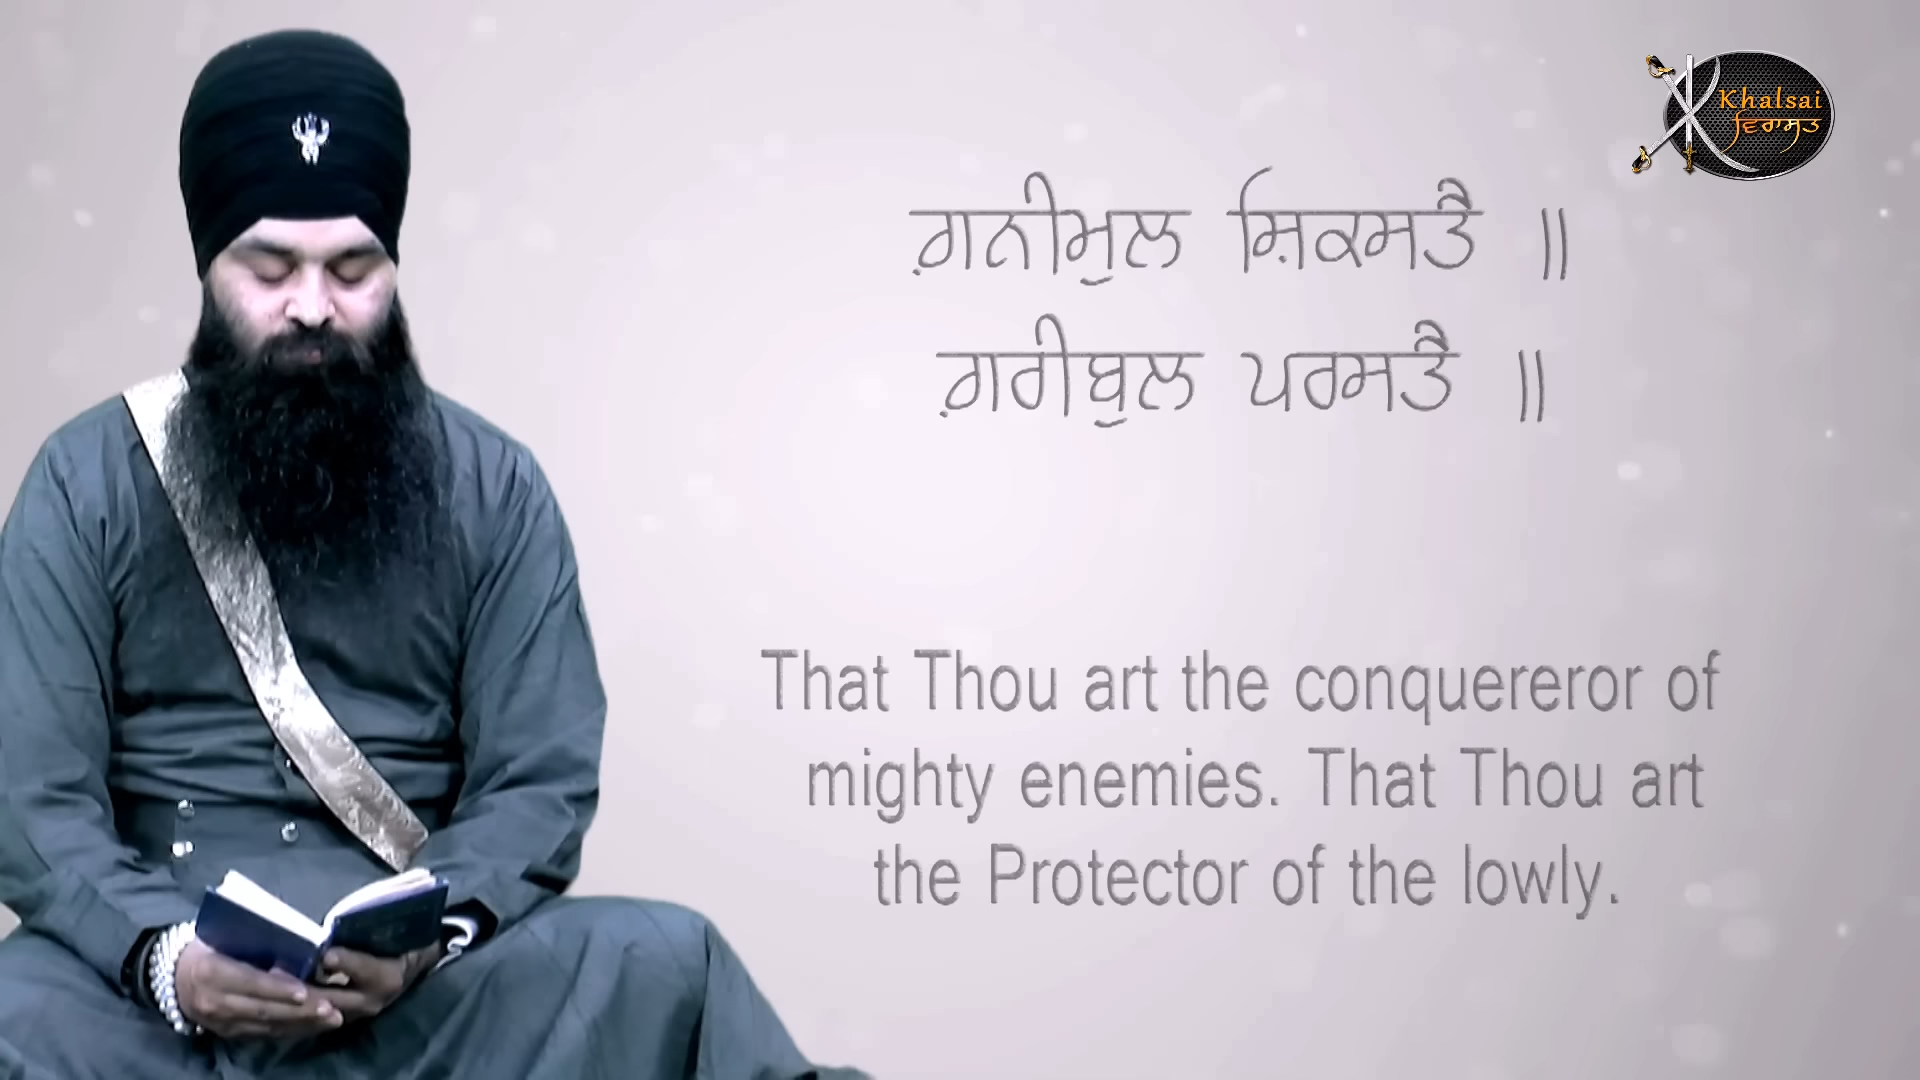 Khalsai
ਵਿਰਾਸਤ
ਗ਼ਨੀਮੁਲ ਸ਼ਿਕਸਤੈ ॥
ਗ਼ਰੀਬੁਲ ਪਰਸਤੈ ॥
That Thou art the conquereror of
mighty enemies. That Thou art
the Protector of the lowly.